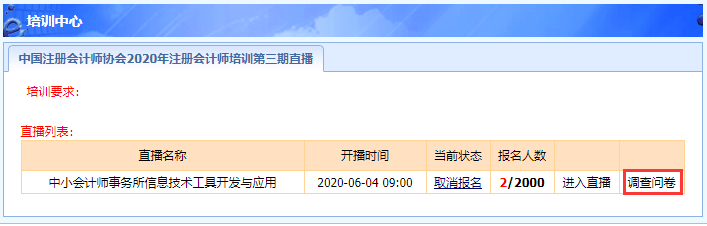 培训中心
中国注册会计师协会2020年注册会计师培训第三期直播
培训要求:
直播列表:
直播名称 开播时间 当前状态 报名人数
中小会计师事务所信息技术工具开发与应用 2020-06-04 09:00 取消报名 2/2000 进入直播 调查问卷